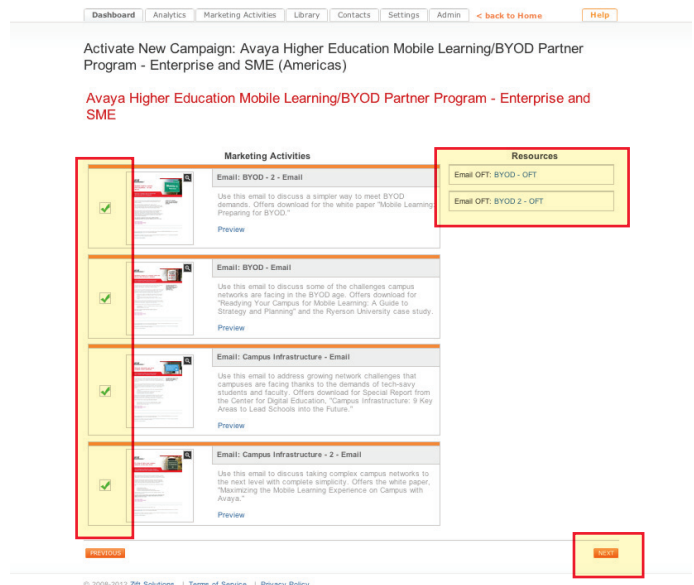 Dashboard Analytics Marketing Activities Library Contacts Settings Admin < back to Home Help
Activate New Campaign: Avaya Higher Education Mobile Learning/BYOD Partner
Program - Enterprise and SME (Americas)
Avaya Higher Education Mobile Learning/BYOD Partner Program - Enterprise and
SME
Marketing Activities
Email: BYOD - 2 - Email
Use this email to discuss a simpler way to meet BYOD
demands. Offers download for the white paper "Mobile Learning
Preparing for BYOD."
Preview
Email: BYOD - Email
Use this email to discuss some of the challenges campus
networks are facing in the BYOD age. Offers download for
"Readying Your Campus for Mobile Learning: A Guide to
Strategy and Planning" and the Ryerson University case study.
Preview
Email: Campus Infrastructure - Email
Use this email to address growing network challenges that
campuses are facing thanks to the demands of tech-savy
students and faculty. Offers download for Special Report from
the Center for Digital Education, "Campus Infrastructure: 9 Key
Areas to Lead Schools into the Future."
Preview
Email: Campus Infrastructure - 2 - Email
Use this email to discuss taking complex campus networks to
the next level with complete simplicity. Offers the white paper,
"Maximizing the Mobile Learning Experience on Campus with
Avaya."
Preview
Resources
Email OFT: BYOD - OFT
Email OFT: BYOD 2 - OFT
PREVIOUS NEXT
© 2008-2012 Zift Solutions | Terms of Service | Privacy Policy